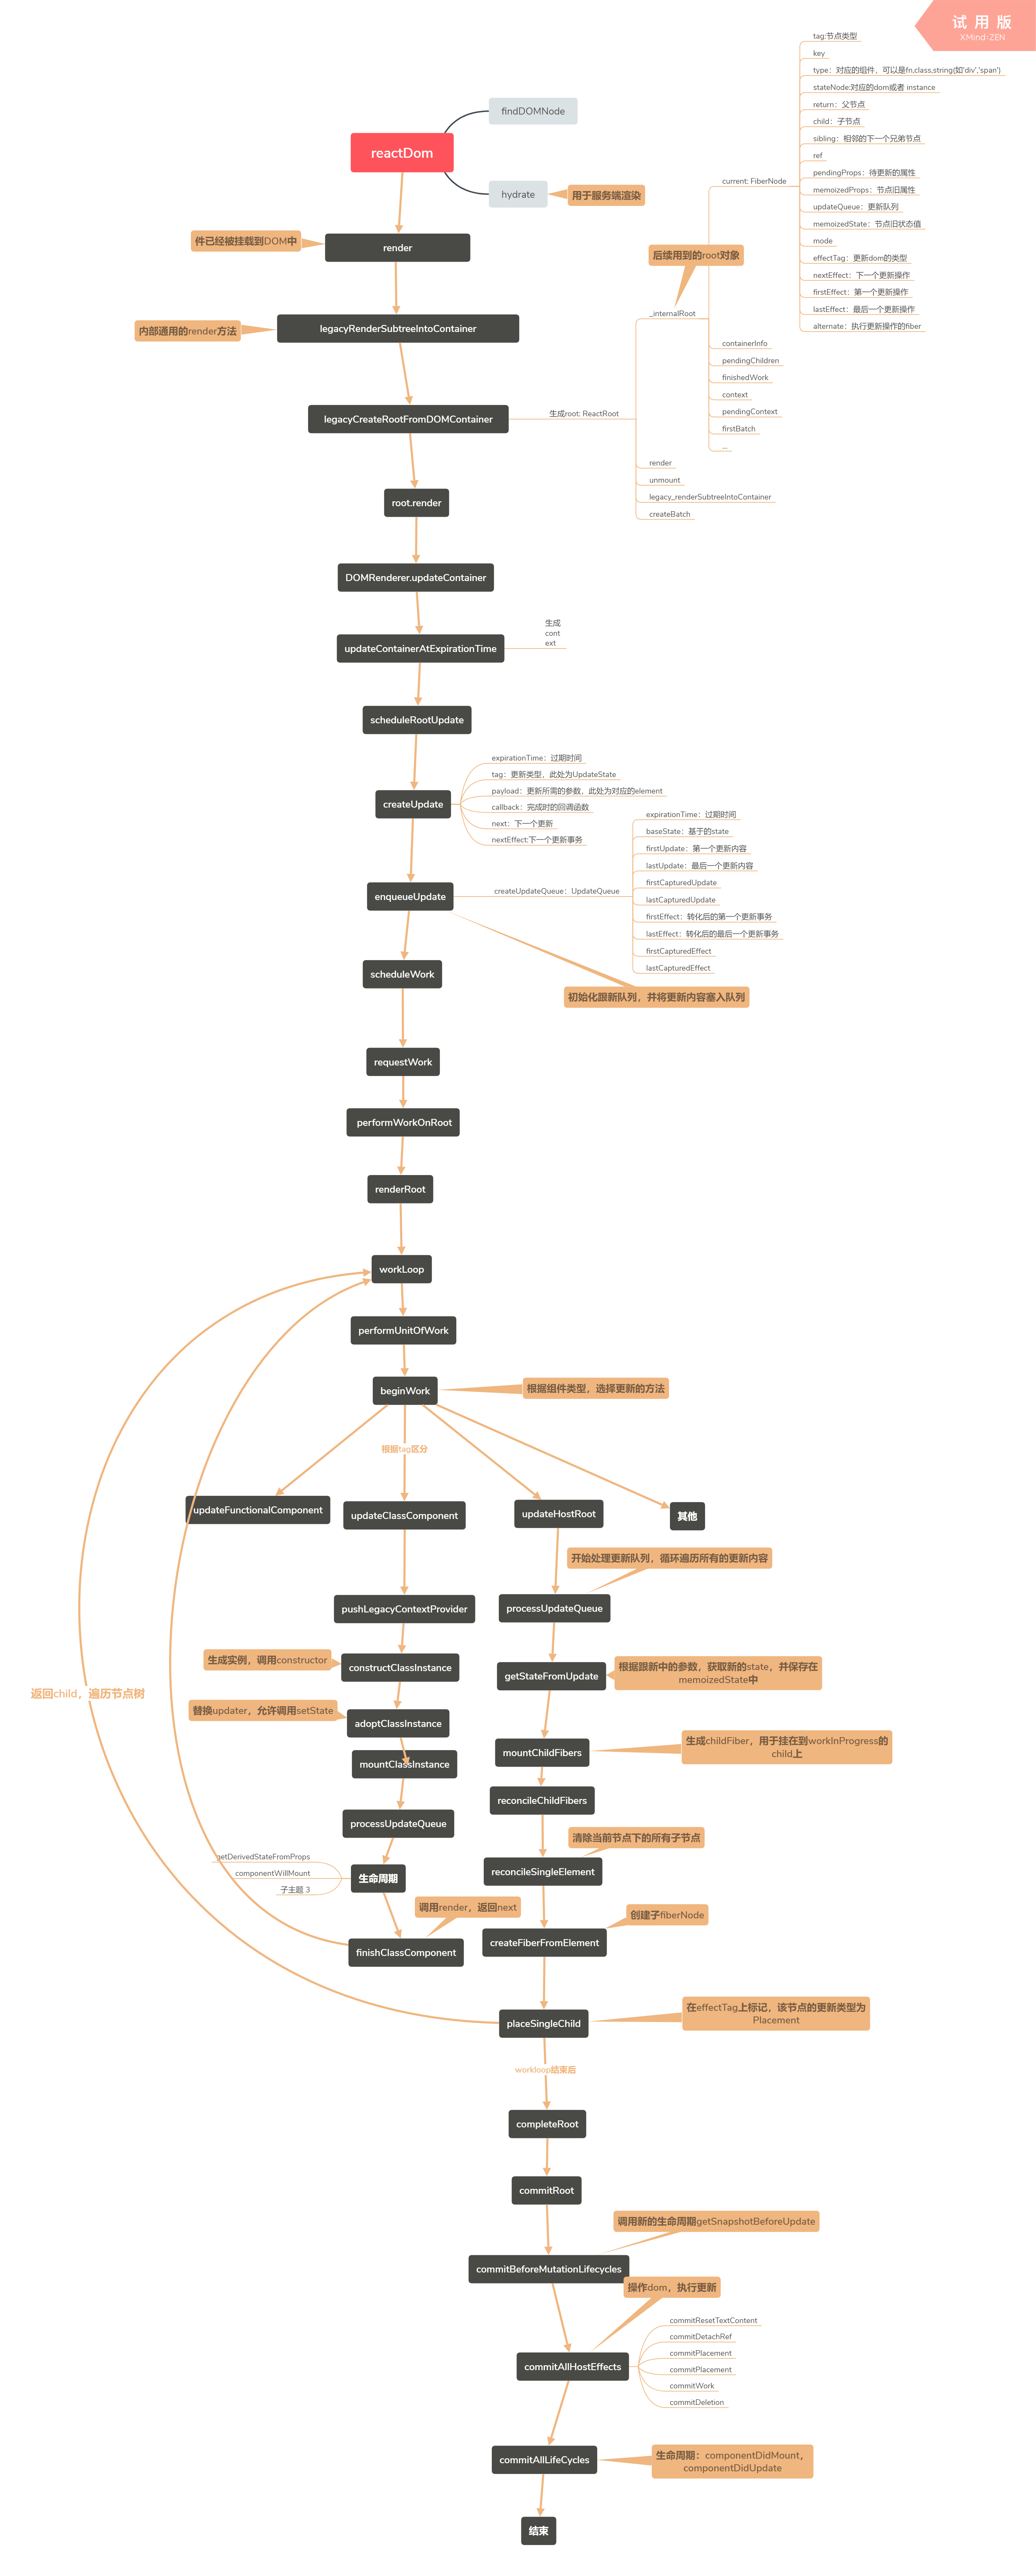 试 用 版
XMind:ZEN
tag:节点类型
key
type：对应的组件，可以是fn,class,string(如'div','span')
stateNode:对应的dom或者 instance
return：父节点
child：子节点
sibling：相邻的下一个兄弟节点
ref
pendingProps：待更新的属性
memoizedProps：节点旧属性
updateQueue：更新队列
memoizedState：节点旧状态值
mode
effectTag：更新dom的类型
nextEffect：下一个更新操作
firstEffect：第一个更新操作
lastEffect：最后一个更新操作
alternate：执行更新操作的fiber
current: FiberNode
findDOMNode
reactDom
hydrate
用于服务端渲染
件已经被挂载到DOM中
render
后续用到的root对象
_internalRoot
内部通用的render方法
legacyRenderSubtreeIntoContainer
containerInfo
pendingChildren
finishedWork
context
pendingContext
firstBatch
...
legacyCreateRootFromDOMContainer
生成root: ReactRoot
render
unmount
legacy_renderSubtreeIntoContainer
createBatch
root.render
DOMRenderer.updateContainer
updateContainerAtExpirationTime
生成
cont
ext
scheduleRootUpdate
createUpdate
expirationTime：过期时间
tag：更新类型，此处为UpdateState
payload：更新所需的参数，此处为对应的element
callback：完成时的回调函数
next：下一个更新
nextEffect:下一个更新事务
enqueueUpdate
createUpdateQueue：UpdateQueue
expirationTime：过期时间
baseState：基于的state
firstUpdate：第一个更新内容
lastUpdate：最后一个更新内容
firstCapturedUpdate
lastCapturedUpdate
firstEffect：转化后的第一个更新事务
lastEffect：转化后的最后一个更新事务
firstCapturedEffect
lastCapturedEffect
初始化跟新队列，并将更新内容塞入队列
scheduleWork
requestWork
performWorkOnRoot
renderRoot
workLoop
performUnitOfWork
beginWork
根据组件类型，选择更新的方法
根据tag区分
updateFunctionalComponent
updateClassComponent
updateHostRoot
其他
开始处理更新队列，循环遍历所有的更新内容
pushLegacyContextProvider
processUpdateQueue
生成实例，调用constructor
constructClassInstance
getStateFromUpdate
根据跟新中的参数，获取新的state，并保存在
memoizedState中
返回child，遍历节点树
替换updater，允许调用setState
adoptClassInstance
mountClassInstance
mountChildFibers
生成childFiber，用于挂在到workInProgress的
child上
reconcileChildFibers
processUpdateQueue
清除当前节点下的所有子节点
getDerivedStateFromProps
componentWillMount
子主题 3
生命周期
reconcileSingleElement
调用render，返回next
创建子fiberNode
finishClassComponent
createFiberFromElement
在effectTag上标记，该节点的更新类型为
Placement
placeSingleChild
workloop结束后
completeRoot
commitRoot
调用新的生命周期getSnapshotBeforeUpdate
commitBeforeMutationLifecycles
操作dom，执行更新
commitAllHostEffects
commitResetTextContent
commitDetachRef
commitPlacement
commitPlacement
commitWork
commitDeletion
commitAllLifeCycles
生命周期：componentDidMount，
componentDidUpdate
结束